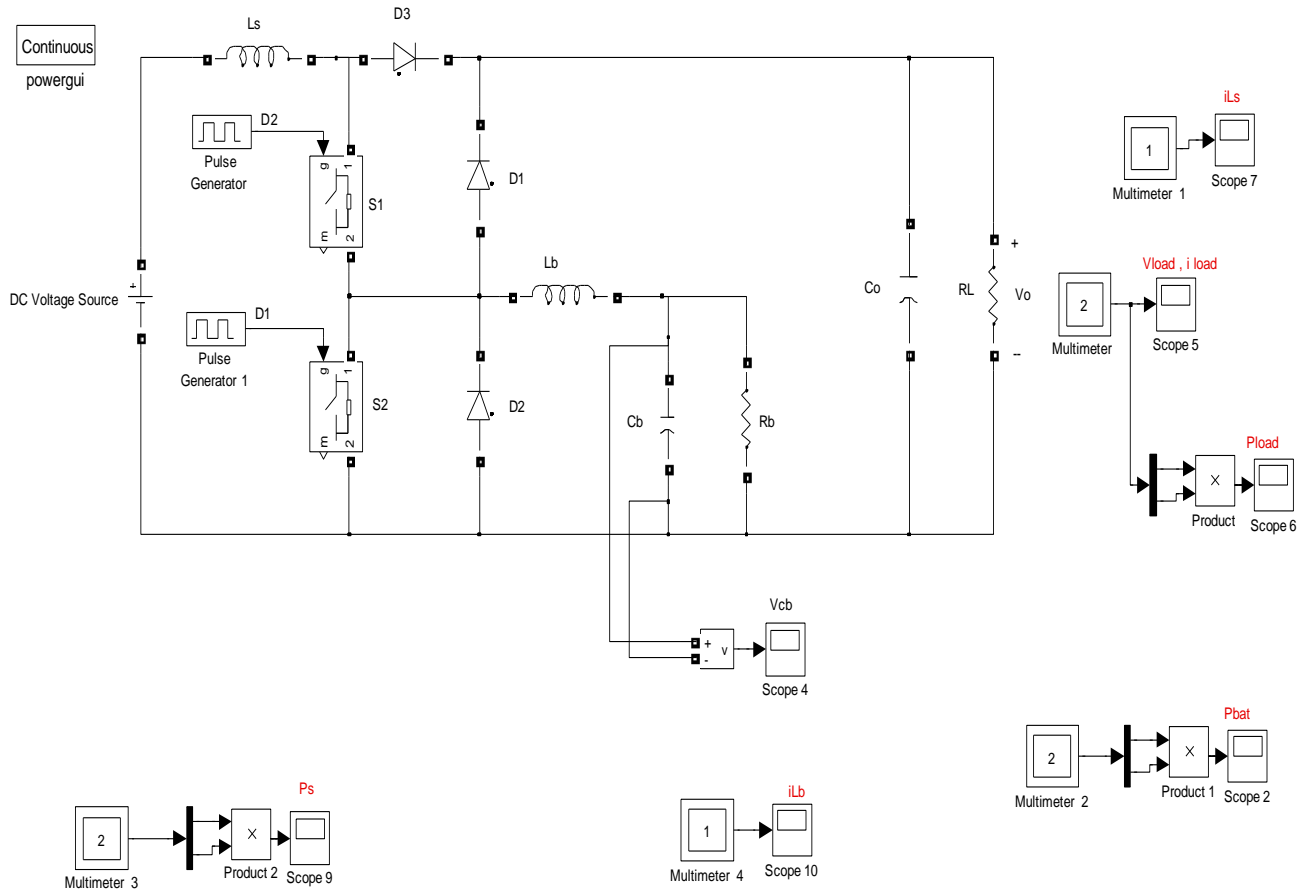 Continuous
powergui
Ls
D3
D2
Pulse
Generator
g
1
m
2
S1
D1
iLs
1
Multimeter 1
Scope 7
DC Voltage Source
+
D1
Pulse
Generator 1
g
1
m
2
S2
D2
Lb
Cb
Rb
Co
RL
+
Vo
--
Vload , i load
2
Multimeter
Scope 5
Pload
X
Product
Scope 6
Vcb
+
-
v
Scope 4
Pbat
2
Multimeter 2
X
Product 1
Scope 2
Ps
2
Multimeter 3
X
Product 2
Scope 9
iLb
1
Multimeter 4
Scope 10